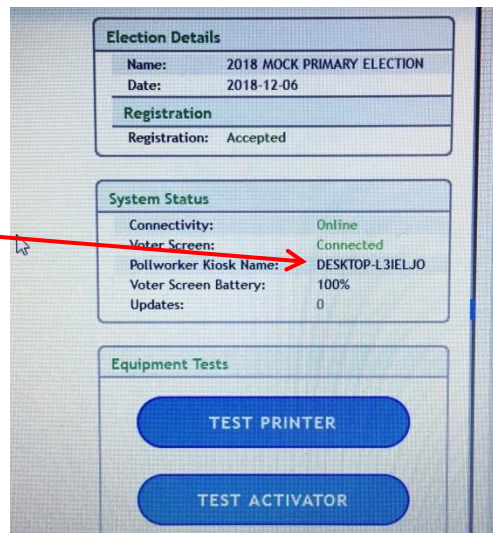 Election Details
Name: 2018 MOCK PRIMARY ELECTION
Date: 2018-12-06
Registration
Registration: Accepted
System Status
Connectivity: Online
Voter Screen: Connected
Pollworker Kiosk Name: DESKTOP-L3IELJO
Voter Screen Battery: 100%
Updates: 0
Equipment Tests
TEST PRINTER
TEST ACTIVATOR